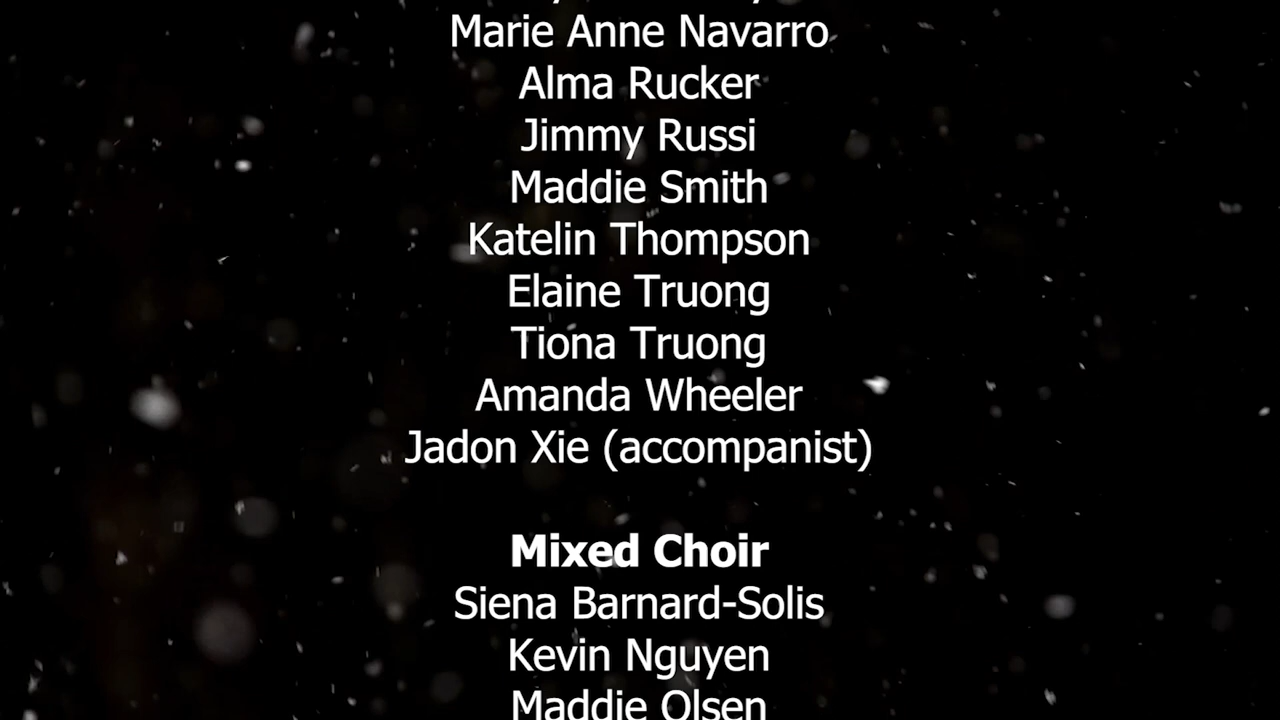 Marie Anne Navarro
Alma Rucker
Jimmy Russi
Maddie Smith
Katelin Thompson
Elaine Truong
Tiona Truong
Amanda Wheeler
Jadon Xie (accompanist)
Mixed Choir
Siena Barnard-Solis
Kevin Nguyen
Maddie Olsen